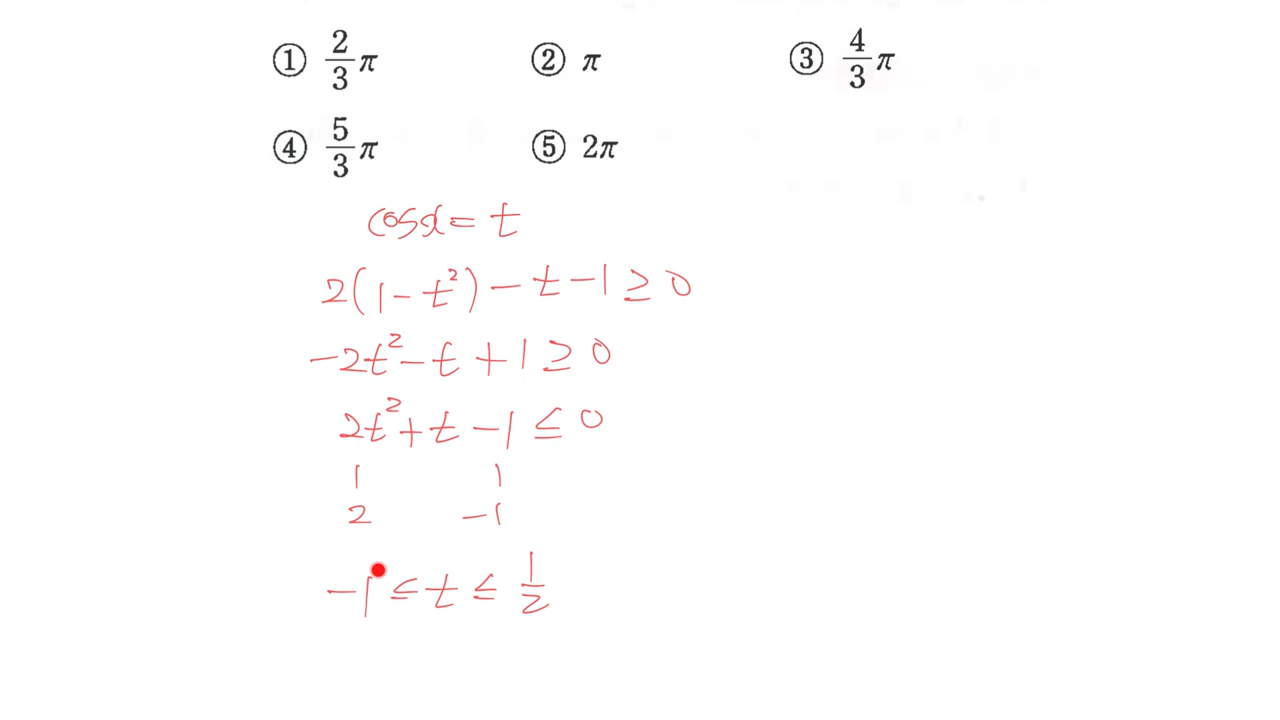 ① 2/3 π ② π ③ 4/3 π
④ 5/3 π ⑤ 2π
cosx = t
2(1 - t²) - t - 1 ≥ 0
-2t² - t + 1 ≥ 0
2t² + t - 1 ≤ 0
1 1
2 -1
-1 ≤ t ≤ 1/2